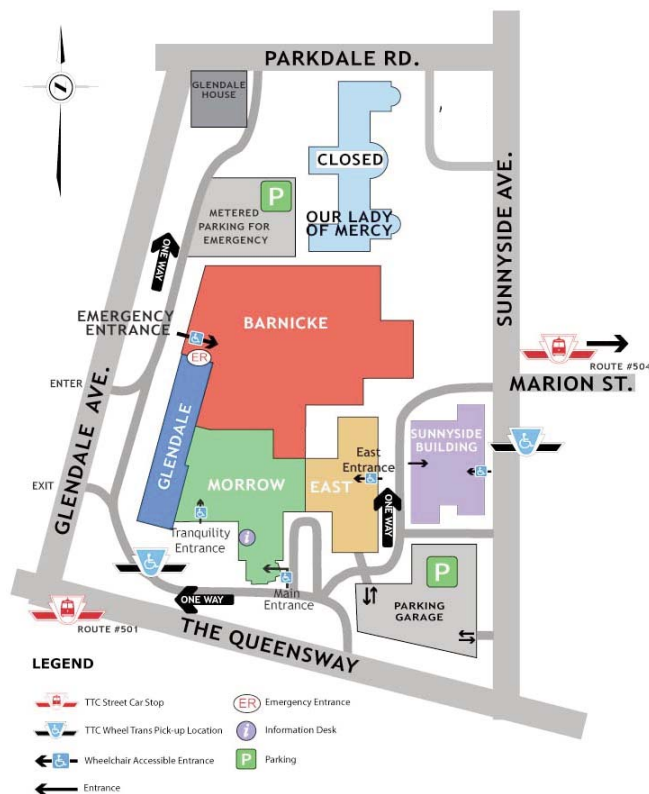 PARKDALE RD.
GLENDALE
HOUSE
CLOSED
P
METERED
PARKING FOR
EMERGENCY
OUR LADY
OF MERCY
SUNNYSIDE AVE.
ONE WAY
EMERGENCY
ENTRANCE
BARNICKE
ER
ROUTE #504
ENTER
MARION ST.
GLENDALE AVE.
GLENDALE
SUNNYSIDE
BUILDING
East
Entrance
EXIT
MORROW
EAST
ONE WAY
Tranquility
Entrance
i
P
Main
Entrance
ONE WAY
PARKING
GARAGE
ROUTE #501
THE QUEENSWAY
LEGEND
TTC Street Car Stop
ER Emergency Entrance
TTC Wheel Trans Pick-up Location
i Information Desk
Wheelchair Accessible Entrance
P Parking
Entrance